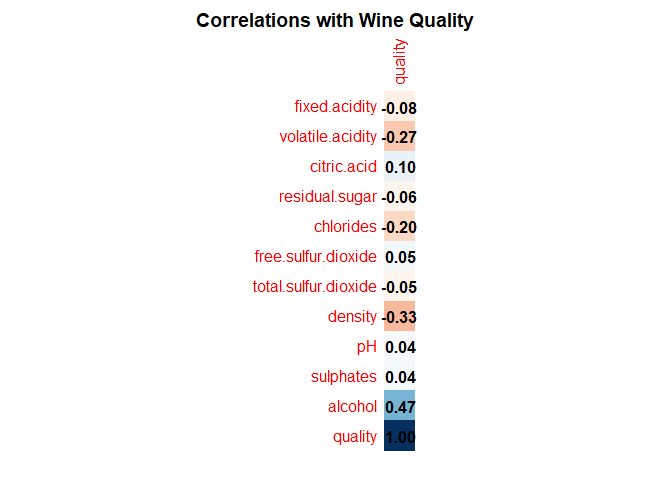 Correlations with Wine Quality
quality
fixed.acidity -0.08
volatile.acidity -0.27
citric.acid 0.10
residual.sugar -0.06
chlorides -0.20
free.sulfur.dioxide 0.05
total.sulfur.dioxide -0.05
density -0.33
pH 0.04
sulphates 0.04
alcohol 0.47
quality 1.00